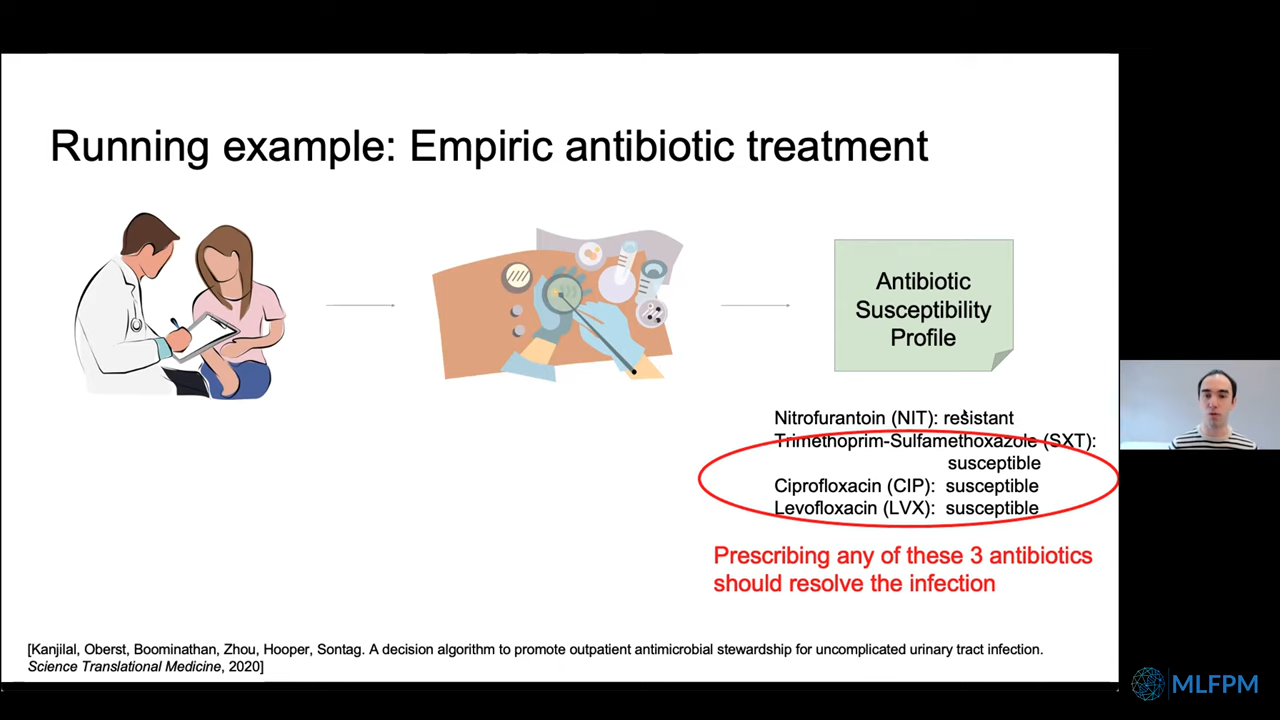 Running example: Empiric antibiotic treatment
Antibiotic
Susceptibility
Profile
Nitrofurantoin (NIT): resistant
Trimethoprim-Sulfamethoxazole (SXT):
susceptible
Ciprofloxacin (CIP): susceptible
Levofloxacin (LVX): susceptible
Prescribing any of these 3 antibiotics
should resolve the infection
[Kanjilal, Oberst, Boominathan, Zhou, Hooper, Sontag. A decision algorithm to promote outpatient antimicrobial stewardship for uncomplicated urinary tract infection.
Science Translational Medicine, 2020]
MLFPM